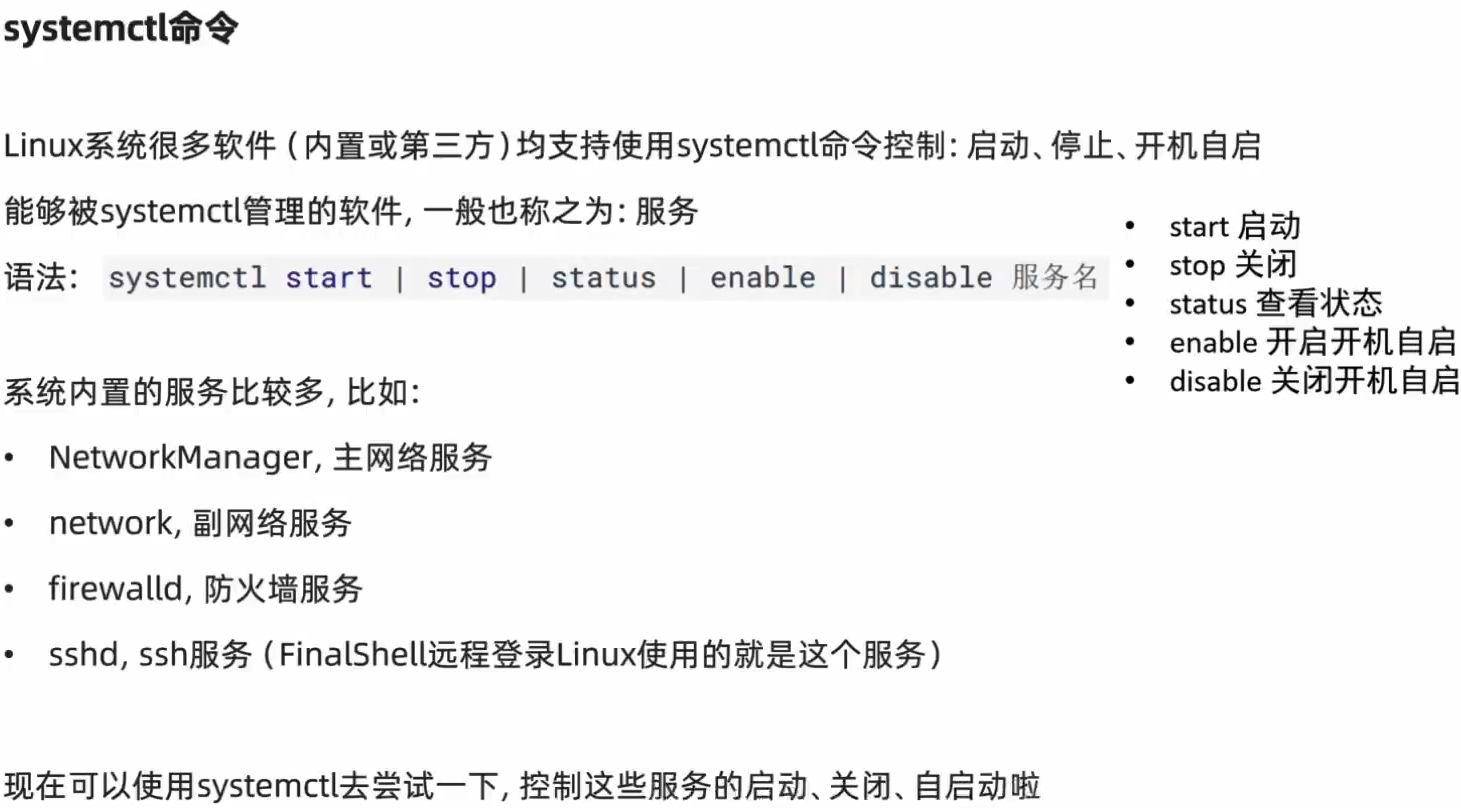 systemctl命令
Linux系统很多软件（内置或第三方）均支持使用systemctl命令控制：启动、停止、开机自启
能够被systemctl管理的软件, 一般也称之为：服务
语法： systemctl start | stop | status | enable | disable 服务名
• start 启动
• stop 关闭
• status 查看状态
• enable 开启开机自启
• disable 关闭开机自启
系统内置的服务比较多, 比如：
• NetworkManager, 主网络服务
• network, 副网络服务
• firewalld, 防火墙服务
• sshd, ssh服务（FinalShell远程登录Linux使用的就是这个服务）
现在可以使用systemctl去尝试一下, 控制这些服务的启动、关闭、自启动啦